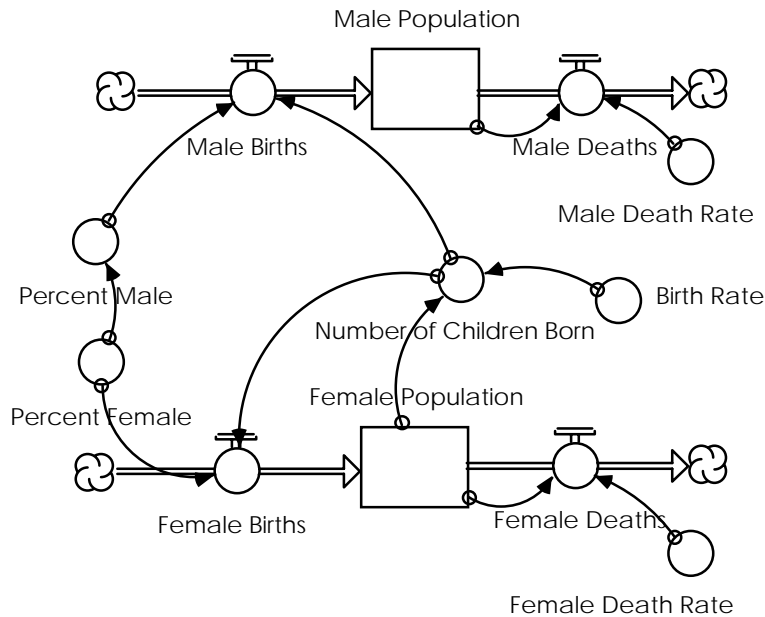 Male Population
Male Births
Male Deaths
Male Death Rate
Percent Male
Birth Rate
Number of Children Born
Female Population
Percent Female
Female Births
Female Deaths
Female Death Rate